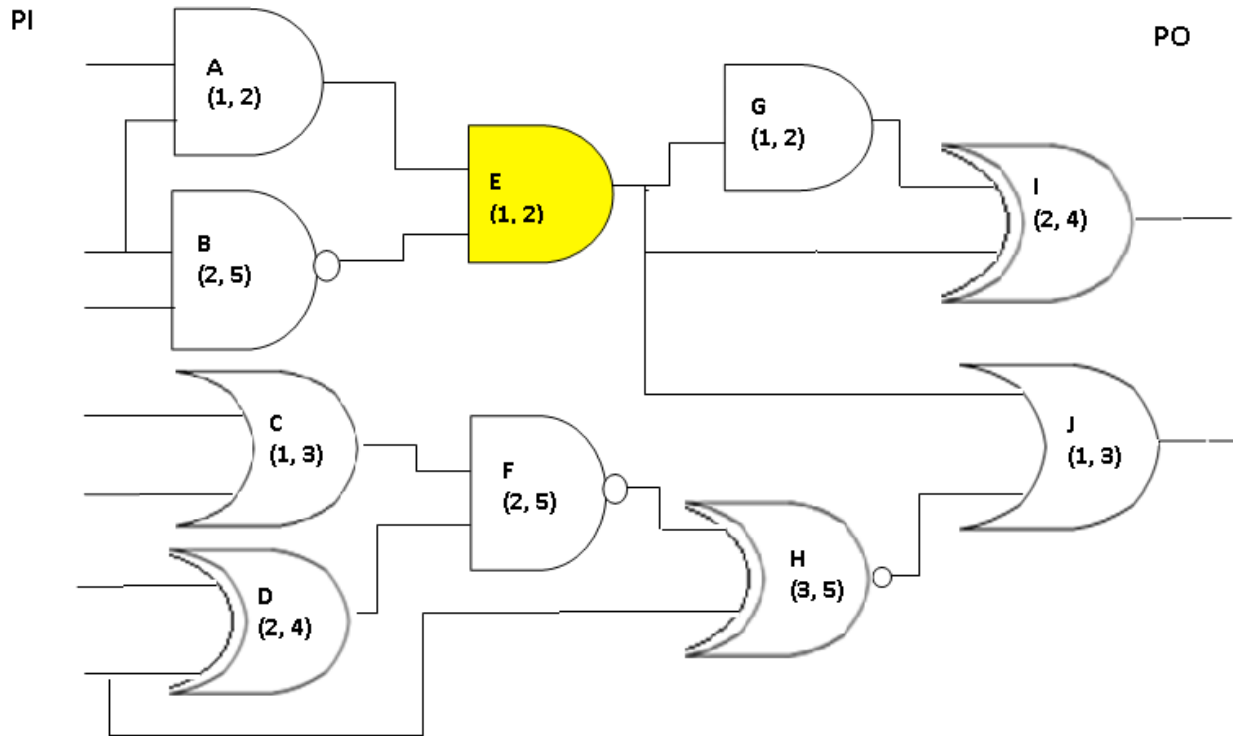 PI
PO
A
(1, 2)
B
(2, 5)
C
(1, 3)
D
(2, 4)
E
(1, 2)
F
(2, 5)
G
(1, 2)
H
(3, 5)
I
(2, 4)
J
(1, 3)